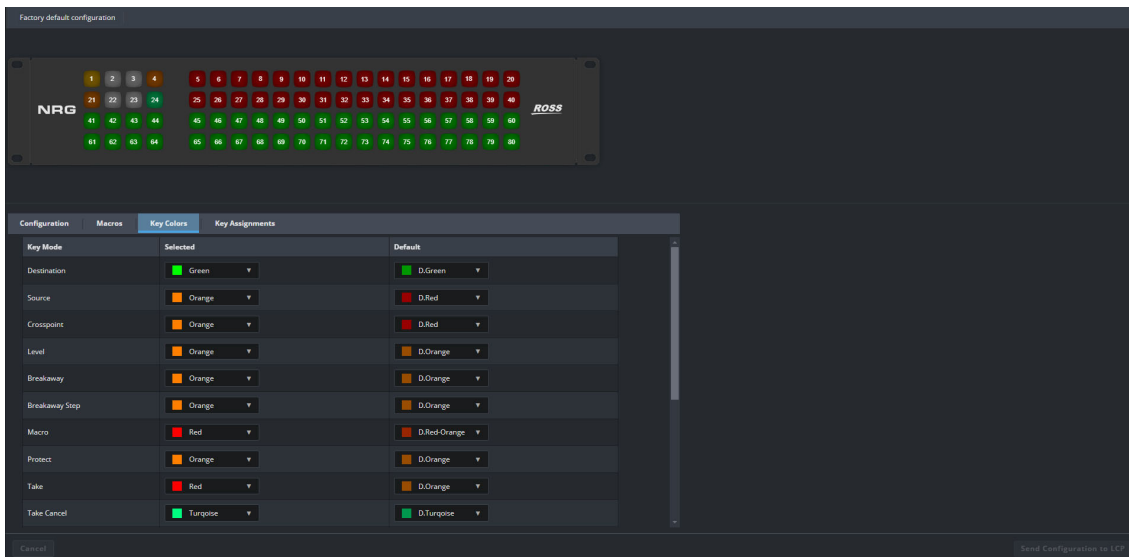 Factory default configuration
1 2 3 4 5 6 7 8 9 10 11 12 13 14 15 16 17 18 19 20
NRG 21 22 23 24 25 26 27 28 29 30 31 32 33 34 35 36 37 38 39 40 ROSS
41 42 43 44 45 46 47 48 49 50 51 52 53 54 55 56 57 58 59 60
61 62 63 64 65 66 67 68 69 70 71 72 73 74 75 76 77 78 79 80
Configuration Macros Key Colors Key Assignments
Key Mode Selected Default
Destination Green D.Green
Source Orange D.Red
Crosspoint Orange D.Red
Level Orange D.Orange
Breakaway Orange D.Orange
Breakaway Step Orange D.Orange
Macro Red D.Red-Orange
Protect Orange D.Orange
Take Red D.Orange
Take Cancel Turqoise D.Turqoise
Cancel Send Configuration to LCP